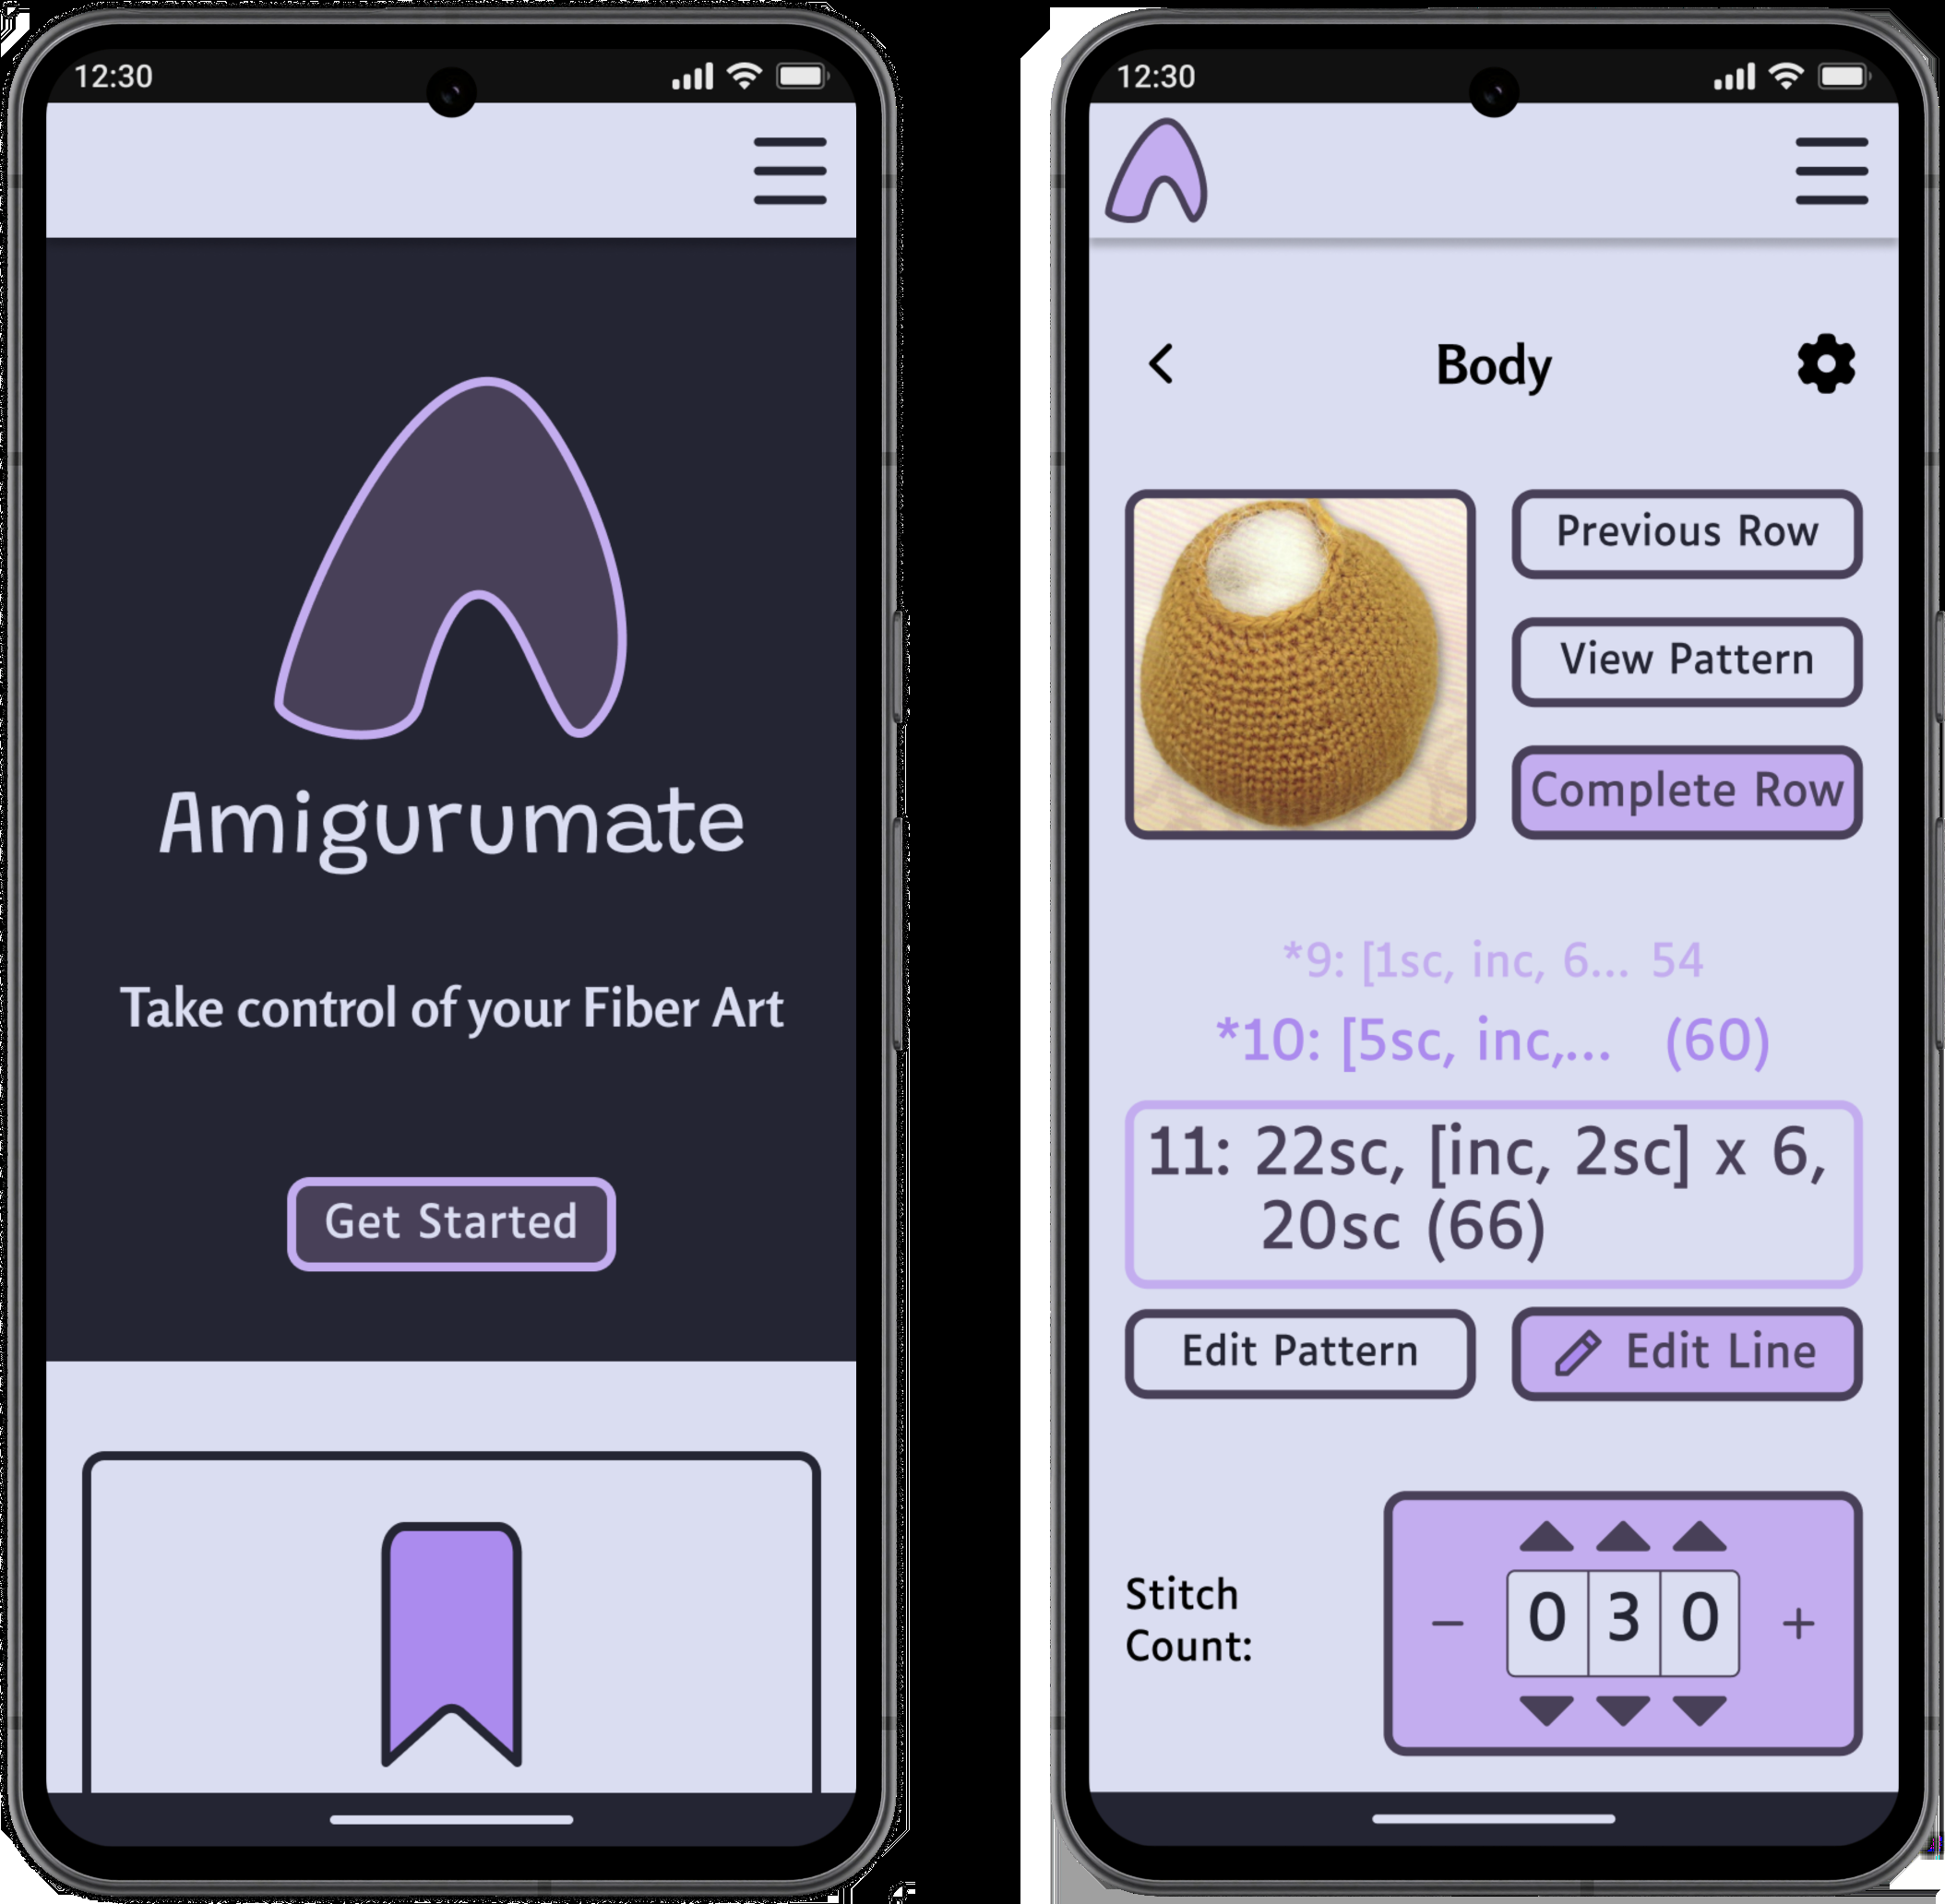 12:30
Amigurumate
Take control of your Fiber Art
Get Started
12:30
Body
Previous Row
View Pattern
Complete Row
*9: [1sc, inc, 6... 54
*10: [5sc, inc,... (60)
11: 22sc, [inc, 2sc] x 6,
20sc (66)
Edit Pattern
Edit Line
Stitch
Count:
− 0 3 0 +